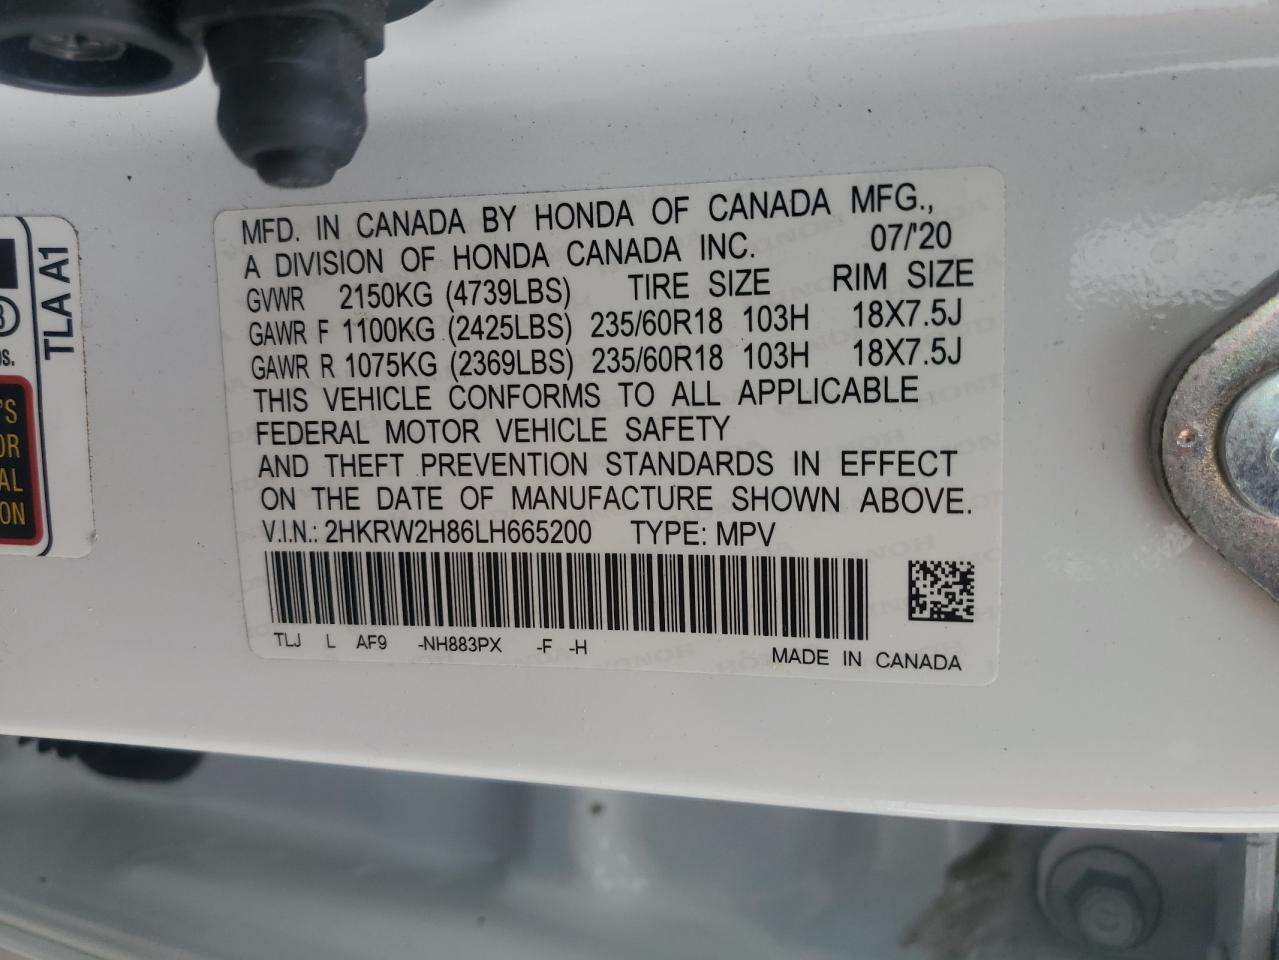 MFD. IN CANADA BY HONDA OF CANADA MFG.,
A DIVISION OF HONDA CANADA INC. 07/'20
GVWR 2150KG (4739LBS) TIRE SIZE RIM SIZE
GAWR F 1100KG (2425LBS) 235/60R18 103H 18X7.5J
GAWR R 1075KG (2369LBS) 235/60R18 103H 18X7.5J
THIS VEHICLE CONFORMS TO ALL APPLICABLE
FEDERAL MOTOR VEHICLE SAFETY
AND THEFT PREVENTION STANDARDS IN EFFECT
ON THE DATE OF MANUFACTURE SHOWN ABOVE.
V.I.N.: 2HKRW2H86LH665200 TYPE: MPV
TLJ L AF9 -NH883PX -F -H
MADE IN CANADA
TLA A1